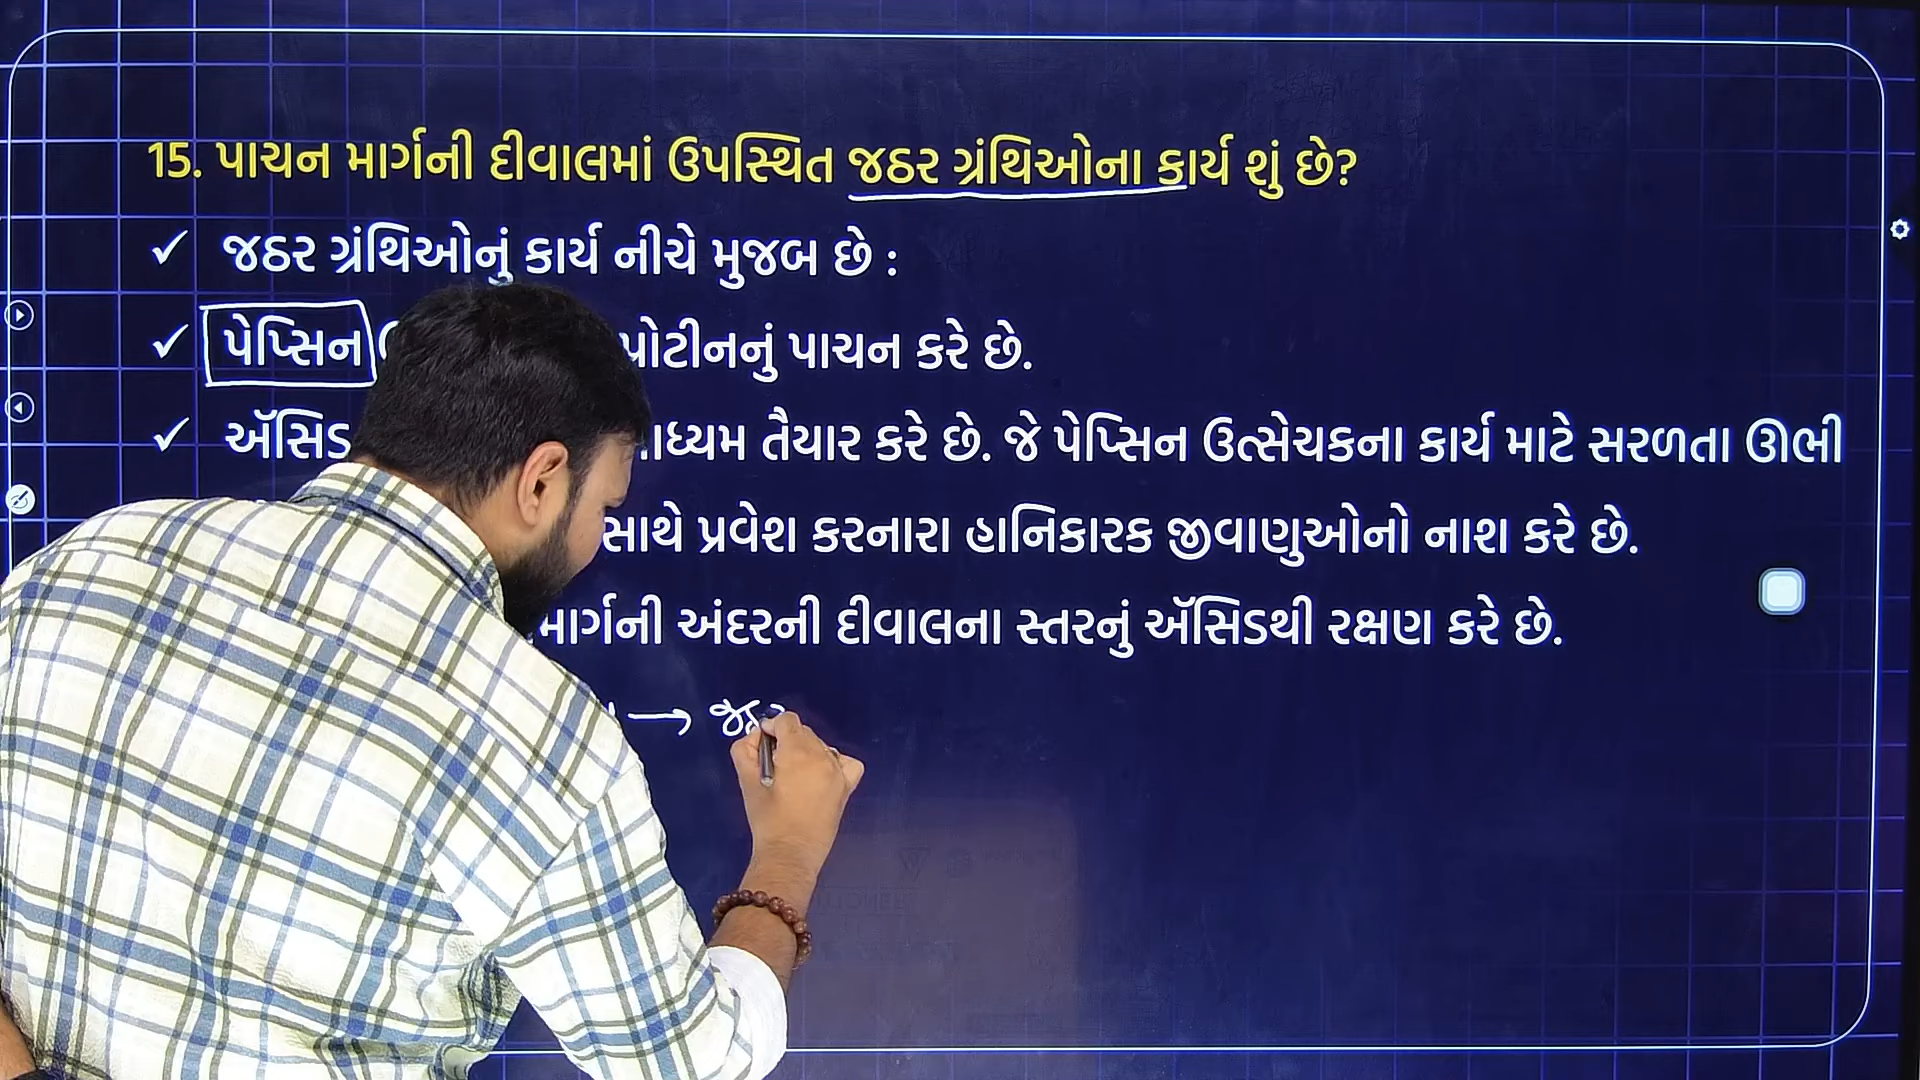 15. પાચન માર્ગની દીવાલમાં ઉપસ્થિત જઠર ગ્રંથિઓના કાર્ય શું છે?
✓ જઠર ગ્રંથિઓનું કાર્ય નીચે મુજબ છે :
✓ પેપ્સિન પ્રોટીનનું પાચન કરે છે.
✓ ઍસિડ તૈયાર કરે છે. જે પેપ્સિન ઉત્સેચકના કાર્ય માટે સરળતા ઊભી
સાથે પ્રવેશ કરનારા હાનિકારક જીવાણુઓનો નાશ કરે છે.
માર્ગની અંદરની દીવાલના સ્તરનું ઍસિડથી રક્ષણ કરે છે.
→